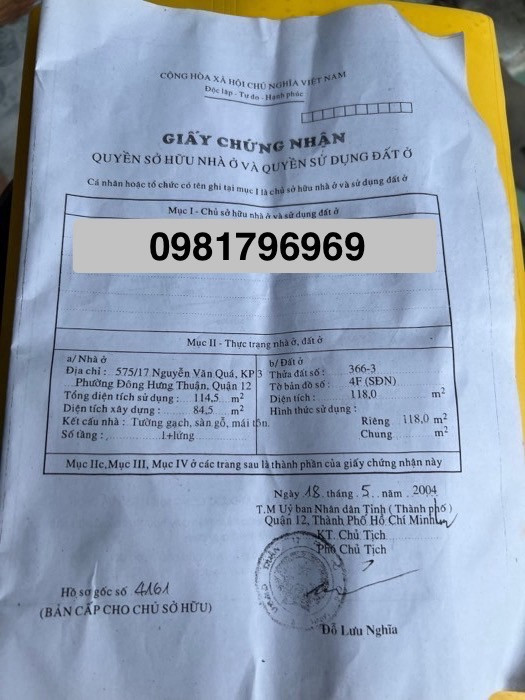 CỘNG HÒA XÃ HỘI CHỦ NGHĨA VIỆT NAM
Độc lập - Tự do - Hạnh phúc
GIẤY CHỨNG NHẬN
QUYỀN SỞ HỮU NHÀ Ở VÀ QUYỀN SỬ DỤNG ĐẤT Ở
Cá nhân hoặc tổ chức có tên ghi tại mục I là chủ sở hữu nhà ở và sử dụng đất ở
Mục I - Chủ sở hữu nhà ở và sử dụng đất ở
0981796969
Mục II - Thực trạng nhà ở, đất ở
a/ Nhà ở
Địa chỉ : 575/17 Nguyễn Văn Quá, KP3
Phường Đông Hưng Thuận, Quận 12
Tổng diện tích sử dụng : 114,5 m²
Diện tích xây dựng : 84,5 m²
Kết cấu nhà : Tường gạch, sàn gỗ, mái tôn.
Số tầng : 1+lửng
b/ Đất ở
Thửa đất số : 366-3
Tờ bản đồ số : 4F (SĐN)
Diện tích : 118,0 m²
Hình thức sử dụng :
Riêng 118,0 m²
Chung m²
Mục IIc, Mục III, Mục IV ở các trang sau là thành phần của giấy chứng nhận này
Ngày 18 tháng 5 năm 2004
T.M Uỷ ban Nhân dân Tỉnh ( Thành phố )
Quận 12, Thành Phố Hồ Chí Minh
KT. Chủ Tịch
Phó Chủ Tịch
Hồ sơ gốc số 4161
(BẢN CẤP CHO CHỦ SỞ HỮU)
Đỗ Lưu Nghĩa